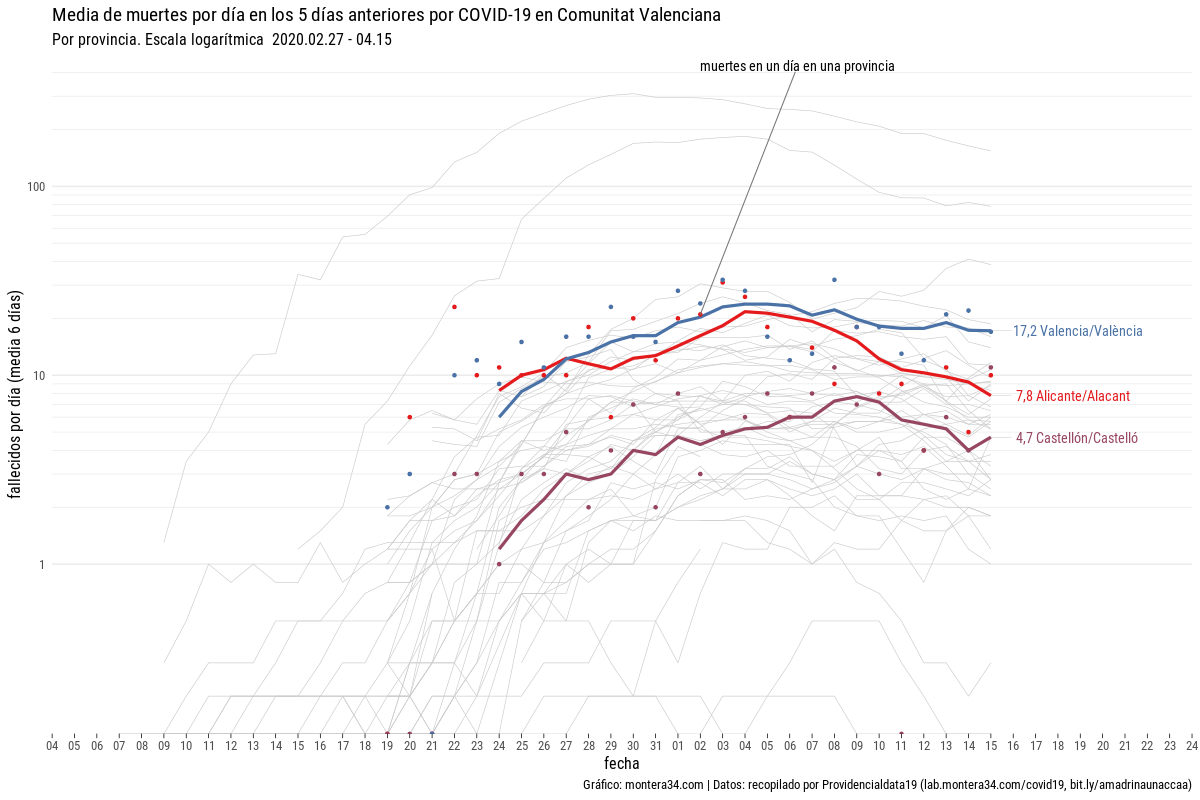 Media de muertes por día en los 5 días anteriores por COVID-19 en Comunitat Valenciana
Por provincia. Escala logarítmica 2020.02.27 - 04.15
muertes en un día en una provincia
fallecidos por día (media 6 días)
100
10
1
17,2 Valencia/València
7,8 Alicante/Alacant
4,7 Castellón/Castelló
04 05 06 07 08 09 10 11 12 13 14 15 16 17 18 19 20 21 22 23 24 25 26 27 28 29 30 31 01 02 03 04 05 06 07 08 09 10 11 12 13 14 15 16 17 18 19 20 21 22 23 24
fecha
Gráfico: montera34.com | Datos: recopilado por Providencialdata19 (lab.montera34.com/covid19, bit.ly/amadrinaunaccaa)